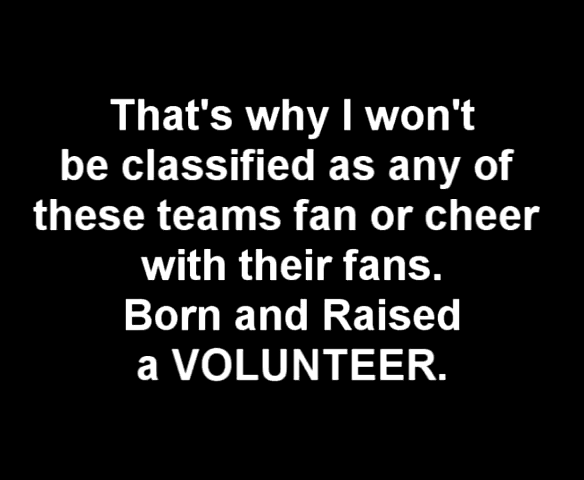 That's why I won't
be classified as any of
these teams fan or cheer
with their fans.
Born and Raised
a VOLUNTEER.